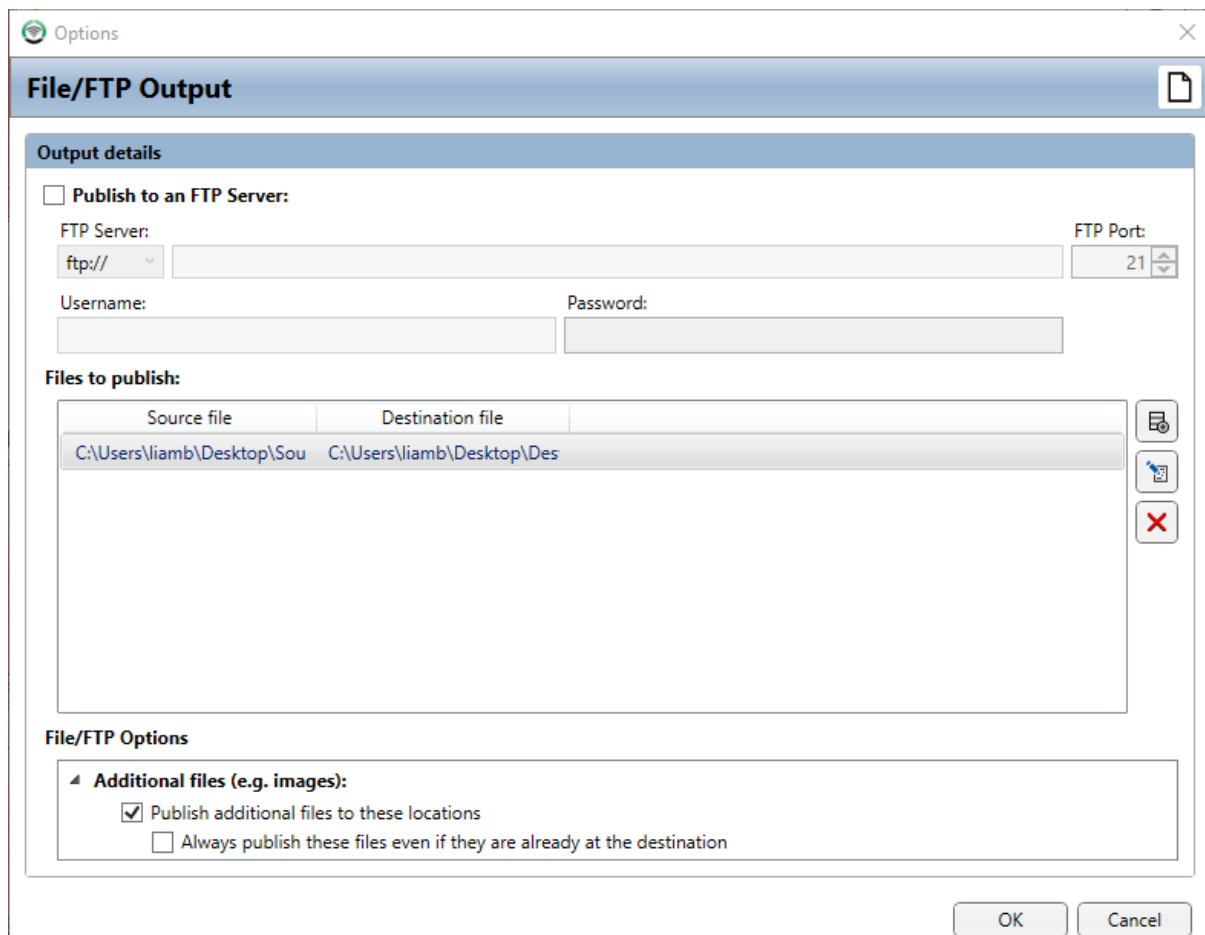 Options
File/FTP Output
Output details
Publish to an FTP Server:
FTP Server: FTP Port:
ftp:// 21
Username: Password:
Files to publish:
Source file Destination file
C:\Users\liamb\Desktop\Sou C:\Users\liamb\Desktop\Des
File/FTP Options
Additional files (e.g. images):
Publish additional files to these locations
Always publish these files even if they are already at the destination
OK Cancel